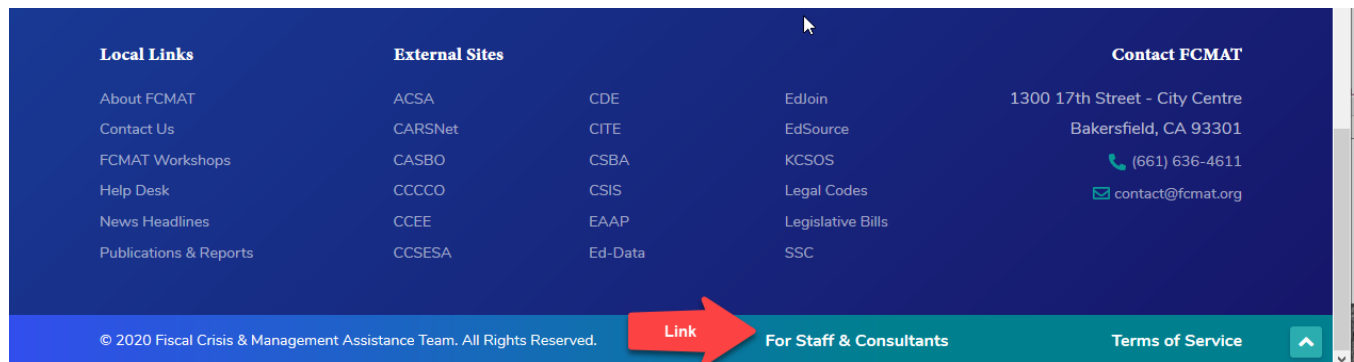 Local Links
About FCMAT
Contact Us
FCMAT Workshops
Help Desk
News Headlines
Publications & Reports
External Sites
ACSA
CARSNet
CASBO
CCCCO
CCEE
CCSESA
CDE
CITE
CSBA
CSIS
EAAP
Ed-Data
EdJoin
EdSource
KCSOS
Legal Codes
Legislative Bills
SSC
Contact FCMAT
1300 17th Street - City Centre
Bakersfield, CA 93301
(661) 636-4611
contact@fcmat.org
© 2020 Fiscal Crisis & Management Assistance Team. All Rights Reserved.
Link
For Staff & Consultants
Terms of Service